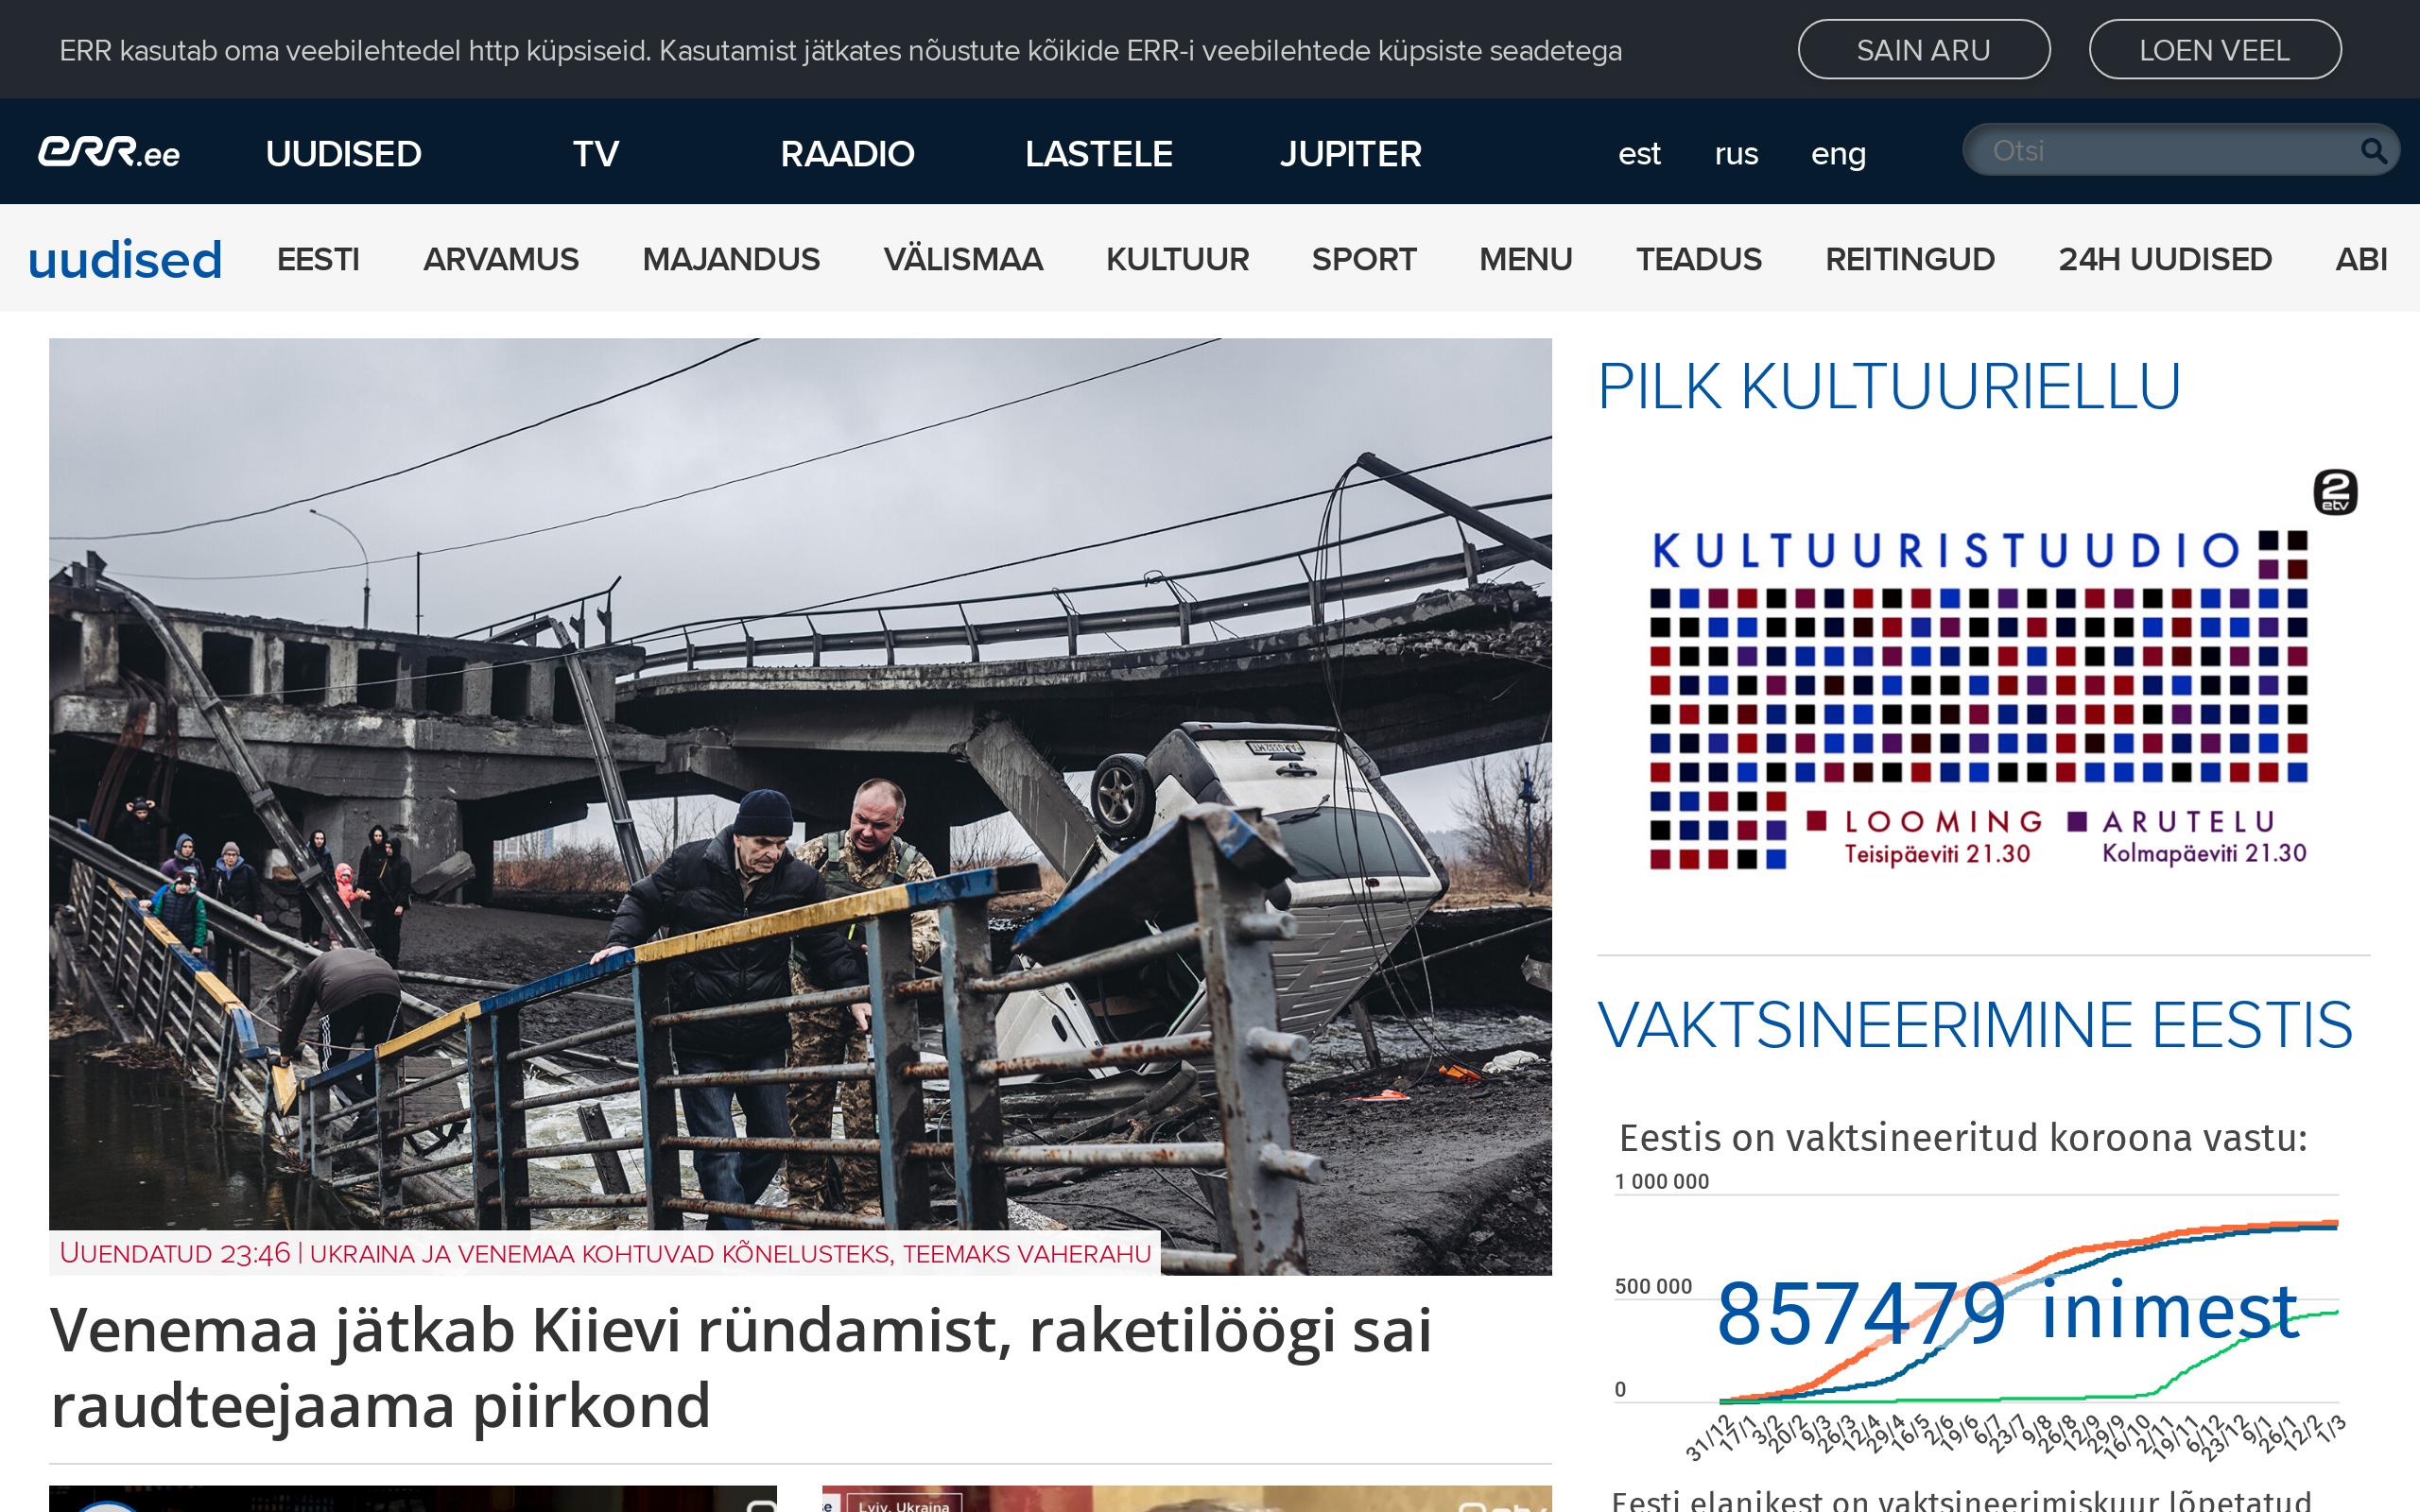 ERR kasutab oma veebilehtedel http küpsiseid. Kasutamist jätkates nõustute kõikide ERR-i veebilehtede küpsiste seadetega
SAIN ARU
LOEN VEEL
err.ee
UUDISED
TV
RAADIO
LASTELE
JUPITER
est
rus
eng
Otsi
uudised
EESTI
ARVAMUS
MAJANDUS
VÄLISMAA
KULTUUR
SPORT
MENU
TEADUS
REITINGUD
24H UUDISED
ABI
Uuendatud 23:46 | ukraina ja venemaa kohtuvad kõnelusteks, teemaks vaherahu
Venemaa jätkab Kiievi ründamist, raketilöögi sai
raudteejaama piirkond
Lviv, Ukraina
PILK KULTUURIELLU
2
etv
KULTUURISTUUDIO
LOOMING
Teisipäeviti 21.30
ARUTELU
Kolmapäeviti 21.30
VAKTSINEERIMINE EESTIS
Eestis on vaktsineeritud koroona vastu:
1 000 000
500 000
857479 inimest
0
31/12 17/1 3/2 20/2 9/3 26/3 12/4 29/4 16/5 2/6 19/6 6/7 23/7 9/8 26/8 12/9 29/9 16/10 2/11 19/11 6/12 23/12 9/1 26/1 12/2 1/3
Eesti elanikest on vaktsineerimiskuur lõpetatud